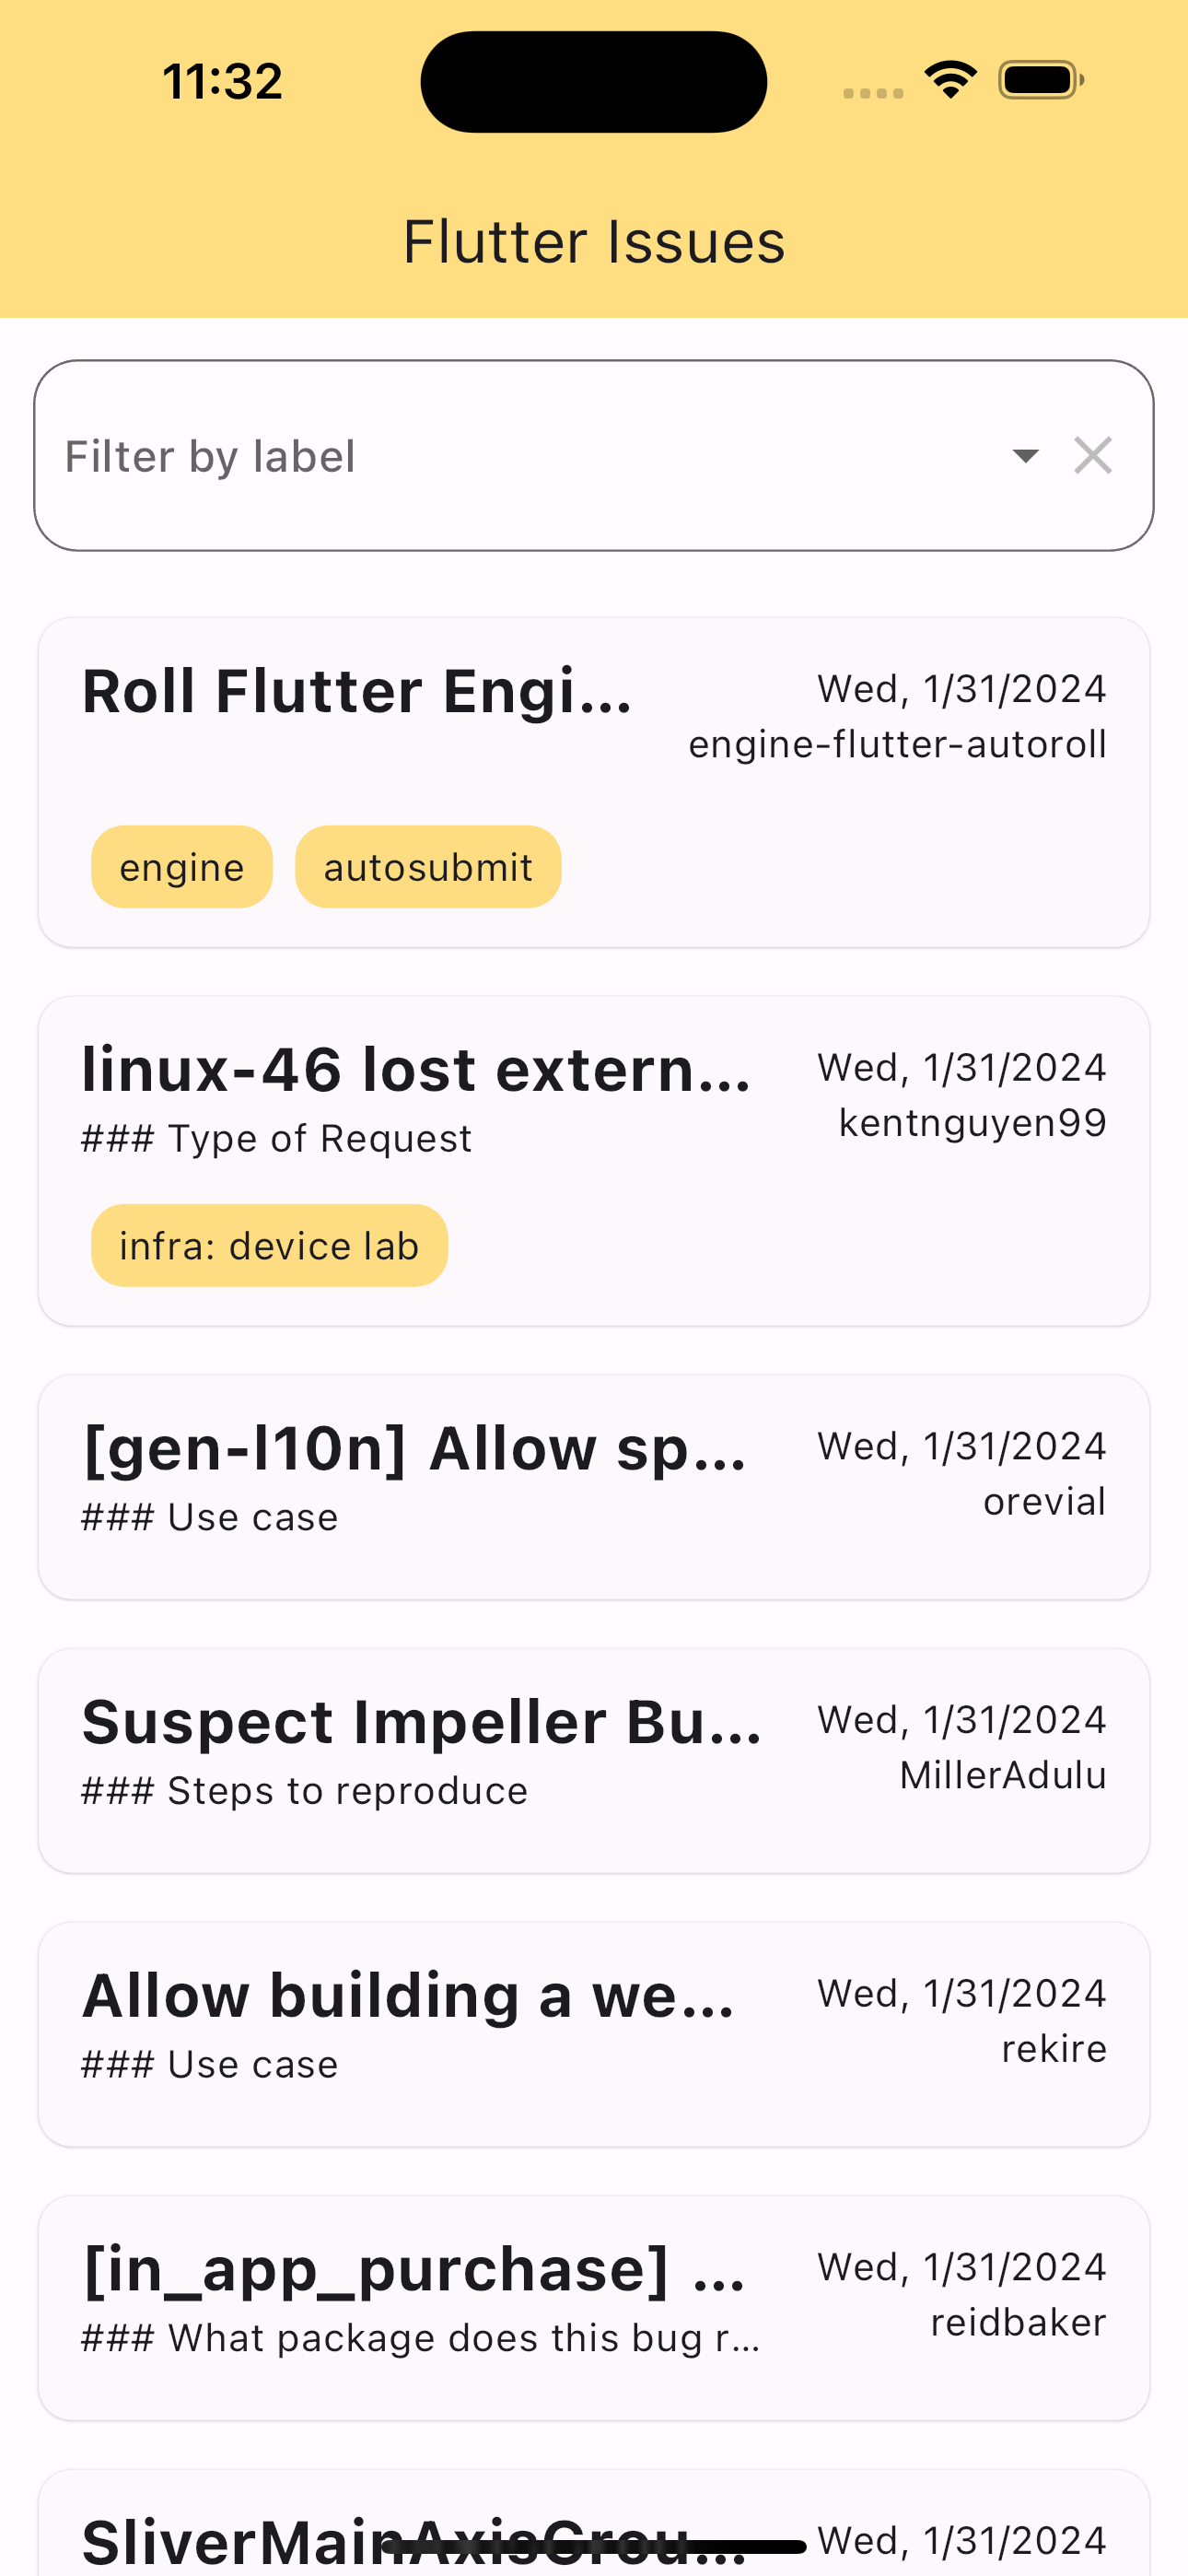 11:32
Flutter Issues
Filter by label
Roll Flutter Engi...
Wed, 1/31/2024
engine-flutter-autoroll
engine
autosubmit
linux-46 lost extern...
Wed, 1/31/2024
### Type of Request
kentnguyen99
infra: device lab
[gen-l10n] Allow sp...
Wed, 1/31/2024
### Use case
orevial
Suspect Impeller Bu...
Wed, 1/31/2024
### Steps to reproduce
MillerAdulu
Allow building a we...
Wed, 1/31/2024
### Use case
rekire
[in_app_purchase] ...
Wed, 1/31/2024
### What package does this bug r...
reidbaker
SliverMainAxisGrou...
Wed, 1/31/2024